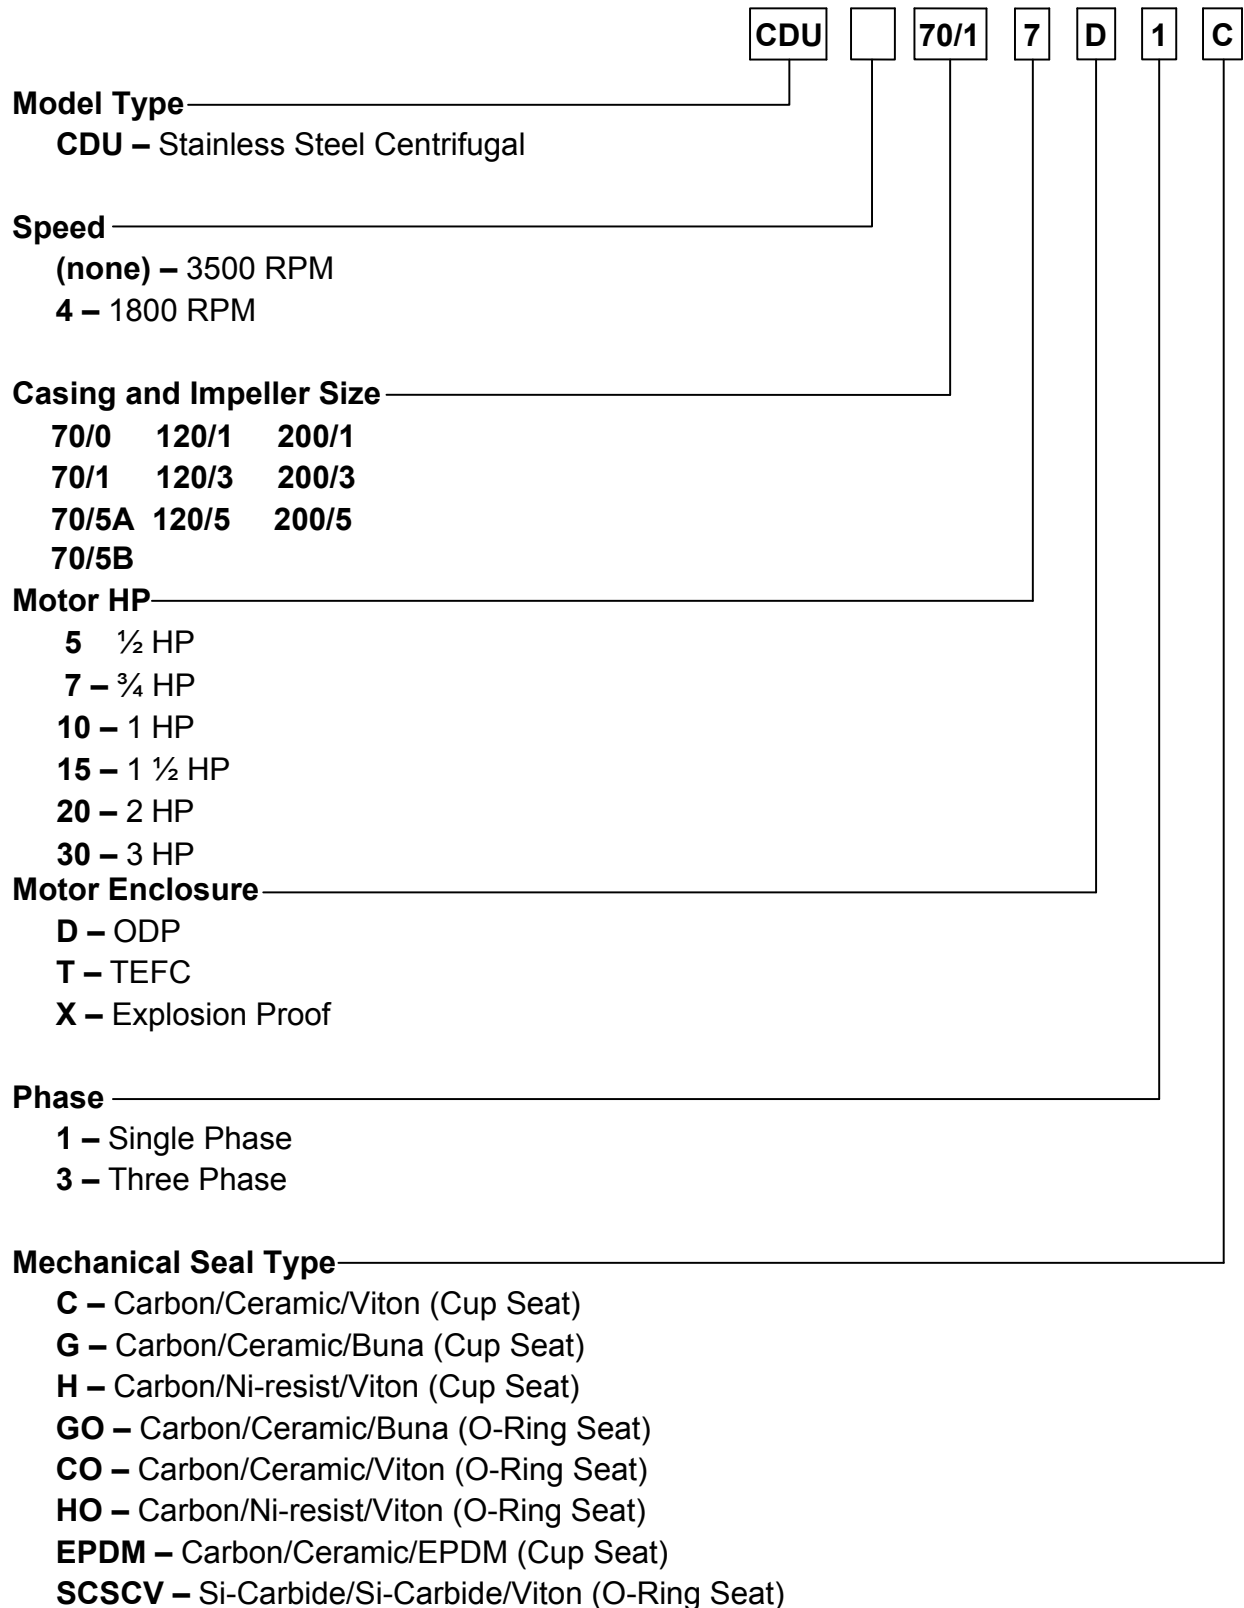 CDU 70/1 7 D 1 C
Model Type
CDU – Stainless Steel Centrifugal
Speed
(none) – 3500 RPM
4 – 1800 RPM
Casing and Impeller Size
70/0 120/1 200/1
70/1 120/3 200/3
70/5A 120/5 200/5
70/5B
Motor HP
5 ½ HP
7 – ¾ HP
10 – 1 HP
15 – 1 ½ HP
20 – 2 HP
30 – 3 HP
Motor Enclosure
D – ODP
T – TEFC
X – Explosion Proof
Phase
1 – Single Phase
3 – Three Phase
Mechanical Seal Type
C – Carbon/Ceramic/Viton (Cup Seat)
G – Carbon/Ceramic/Buna (Cup Seat)
H – Carbon/Ni-resist/Viton (Cup Seat)
GO – Carbon/Ceramic/Buna (O-Ring Seat)
CO – Carbon/Ceramic/Viton (O-Ring Seat)
HO – Carbon/Ni-resist/Viton (O-Ring Seat)
EPDM – Carbon/Ceramic/EPDM (Cup Seat)
SCSCV – Si-Carbide/Si-Carbide/Viton (O-Ring Seat)